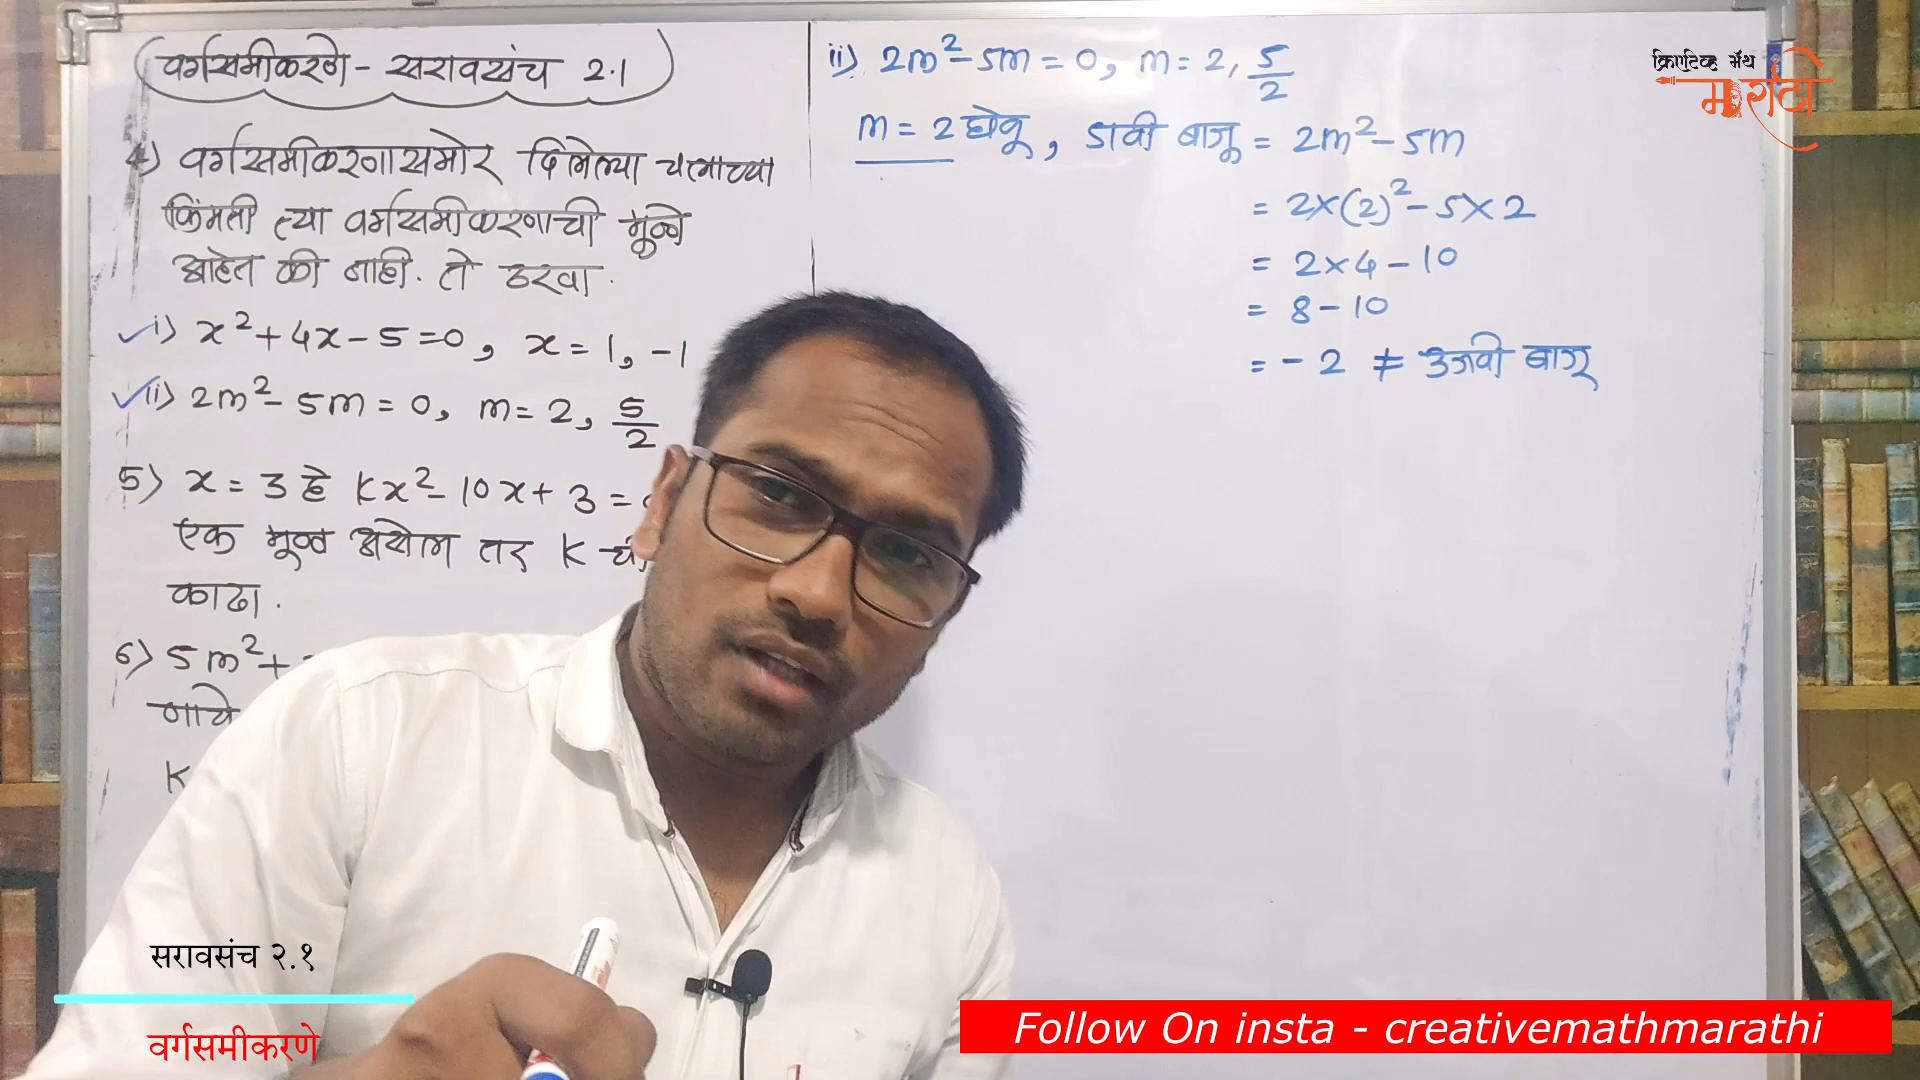 वर्गसमीकरणे - सरावसंच 2.1
4) वर्गसमीकरणासमोर दिलेल्या चलाच्या
किंमती त्या वर्गसमीकरणाची मूळे
आहेत की नाही. ते ठरवा.
i) x² + 4x - 5 = 0, x = 1, -1
ii) 2m² - 5m = 0, m = 2, 5/2
5) x = 3 हे kx² - 10x + 3 =
एक मूळ असेल तर K
काढा.
6) 5m² +
K
ii) 2m² - 5m = 0, m = 2, 5/2
m = 2 घेवू, डावी बाजू = 2m² - 5m
= 2×(2)² - 5×2
= 2×4 - 10
= 8 - 10
= - 2 ≠ उजवी बाजू
क्रिएटिव्ह मॅथ
मराठी
सरावसंच २.१
वर्गसमीकरणे
Follow On insta - creativemathmarathi